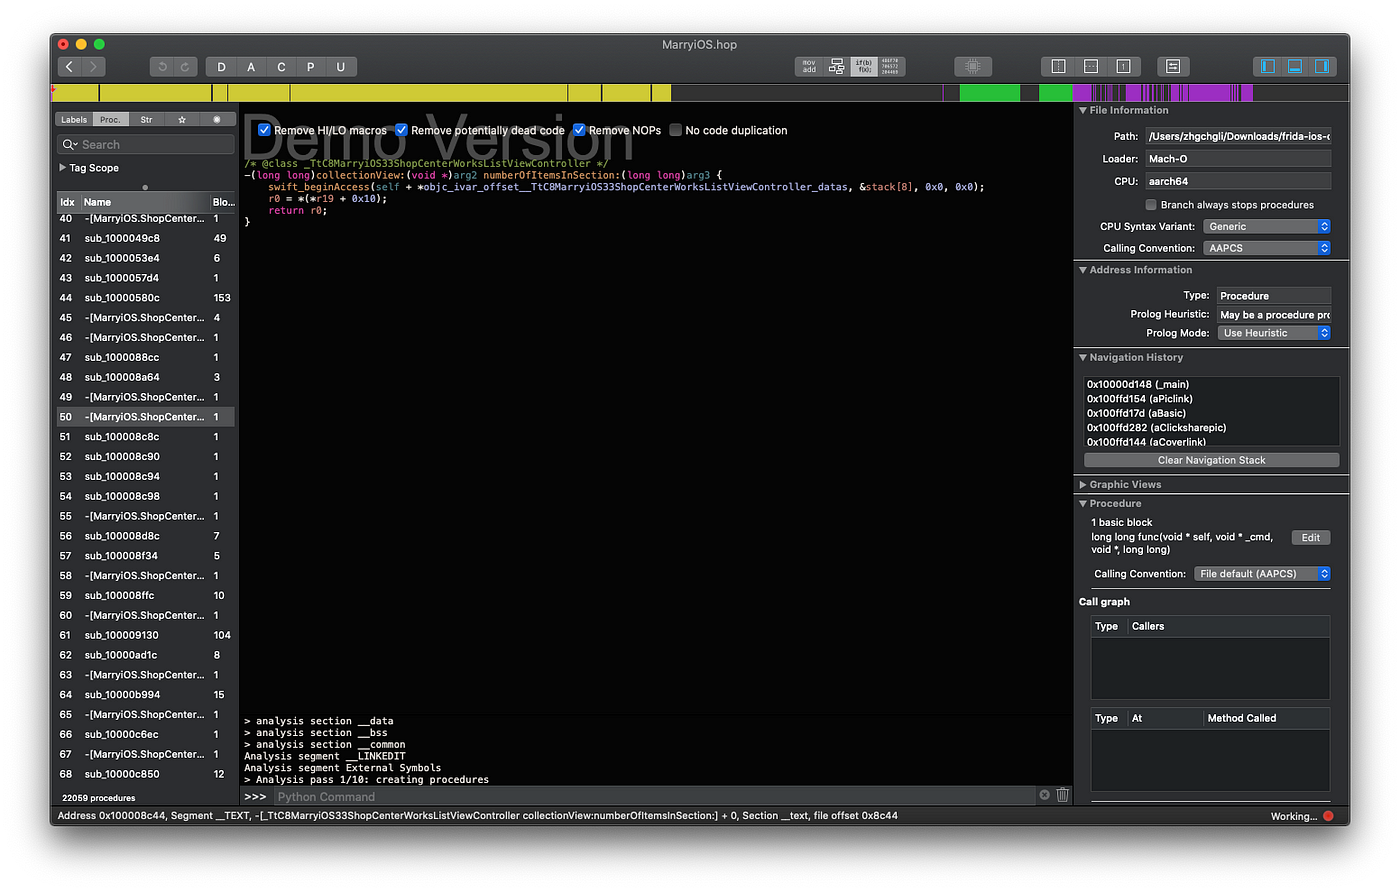 MarryiOS.hop
D A C P U
mov add
if(b) f(x);
Labels Proc. Str
Search
Tag Scope
Idx Name Blo...
40 -[MarryiOS.ShopCenter... 1
41 sub_1000049c8 49
42 sub_1000053e4 6
43 sub_1000057d4 1
44 sub_10000580c 153
45 -[MarryiOS.ShopCenter... 4
46 -[MarryiOS.ShopCenter... 1
47 sub_1000088cc 1
48 sub_100008a64 3
49 -[MarryiOS.ShopCenter... 1
50 -[MarryiOS.ShopCenter... 1
51 sub_100008c8c 1
52 sub_100008c90 1
53 sub_100008c94 1
54 sub_100008c98 1
55 -[MarryiOS.ShopCenter... 1
56 sub_100008d8c 7
57 sub_100008f34 5
58 -[MarryiOS.ShopCenter... 1
59 sub_100008ffc 10
60 -[MarryiOS.ShopCenter... 1
61 sub_100009130 104
62 sub_10000ad1c 8
63 -[MarryiOS.ShopCenter... 1
64 sub_10000b994 15
65 -[MarryiOS.ShopCenter... 1
66 sub_10000c6ec 1
67 -[MarryiOS.ShopCenter... 1
68 sub_10000c850 12
22059 procedures
Demo Version
Remove HI/LO macros Remove potentially dead code Remove NOPs No code duplication
/* @class _TtC8MarryiOS33ShopCenterWorksListViewController */
-(long long)collectionView:(void *)arg2 numberOfItemsInSection:(long long)arg3 {
swift_beginAccess(self + *objc_ivar_offset__TtC8MarryiOS33ShopCenterWorksListViewController_datas, &stack[8], 0x0, 0x0);
r0 = *(*r19 + 0x10);
return r0;
}
> analysis section __data
> analysis section __bss
> analysis section __common
Analysis segment __LINKEDIT
Analysis segment External Symbols
> Analysis pass 1/10: creating procedures
>>> Python Command
File Information
Path: /Users/zhgchgli/Downloads/frida-ios-
Loader: Mach-O
CPU: aarch64
Branch always stops procedures
CPU Syntax Variant: Generic
Calling Convention: AAPCS
Address Information
Type: Procedure
Prolog Heuristic: May be a procedure pro
Prolog Mode: Use Heuristic
Navigation History
0x10000d148 (_main)
0x100ffd154 (aPiclink)
0x100ffd17d (aBasic)
0x100ffd282 (aClicksharepic)
0x100ffd144 (aCoverlink)
Clear Navigation Stack
Graphic Views
Procedure
1 basic block
long long func(void * self, void * _cmd,
void *, long long)
Edit
Calling Convention: File default (AAPCS)
Call graph
Type Callers
Type At Method Called
Address 0x100008c44, Segment __TEXT, -[_TtC8MarryiOS33ShopCenterWorksListViewController collectionView:numberOfItemsInSection:] + 0, Section __text, file offset 0x8c44
Working...